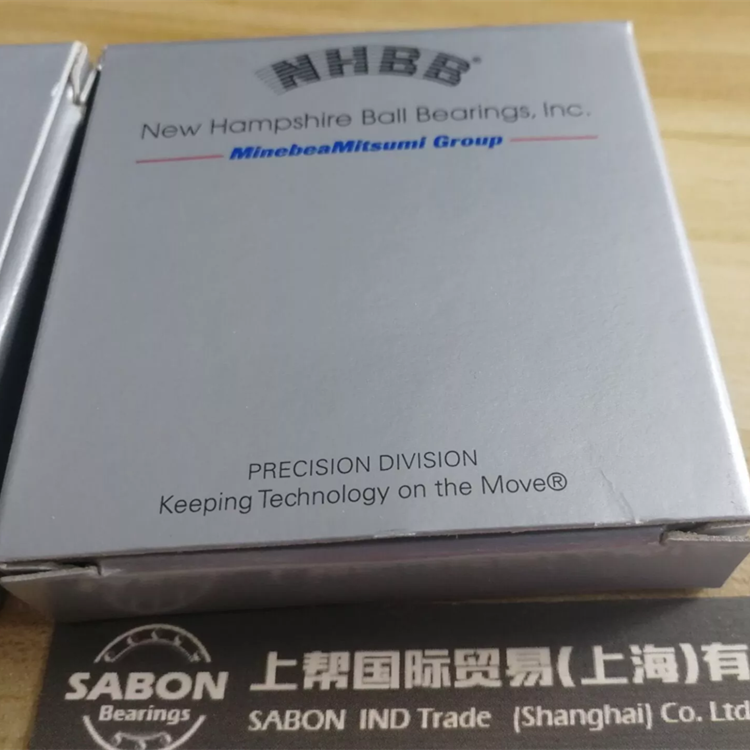 NHBB®
New Hampshire Ball Bearings, Inc.
MinebeaMitsumi Group
PRECISION DIVISION
Keeping Technology on the Move®
SABON
Bearings
上帮国际贸易(上海)有
SABON IND Trade (Shanghai) Co. Ltd